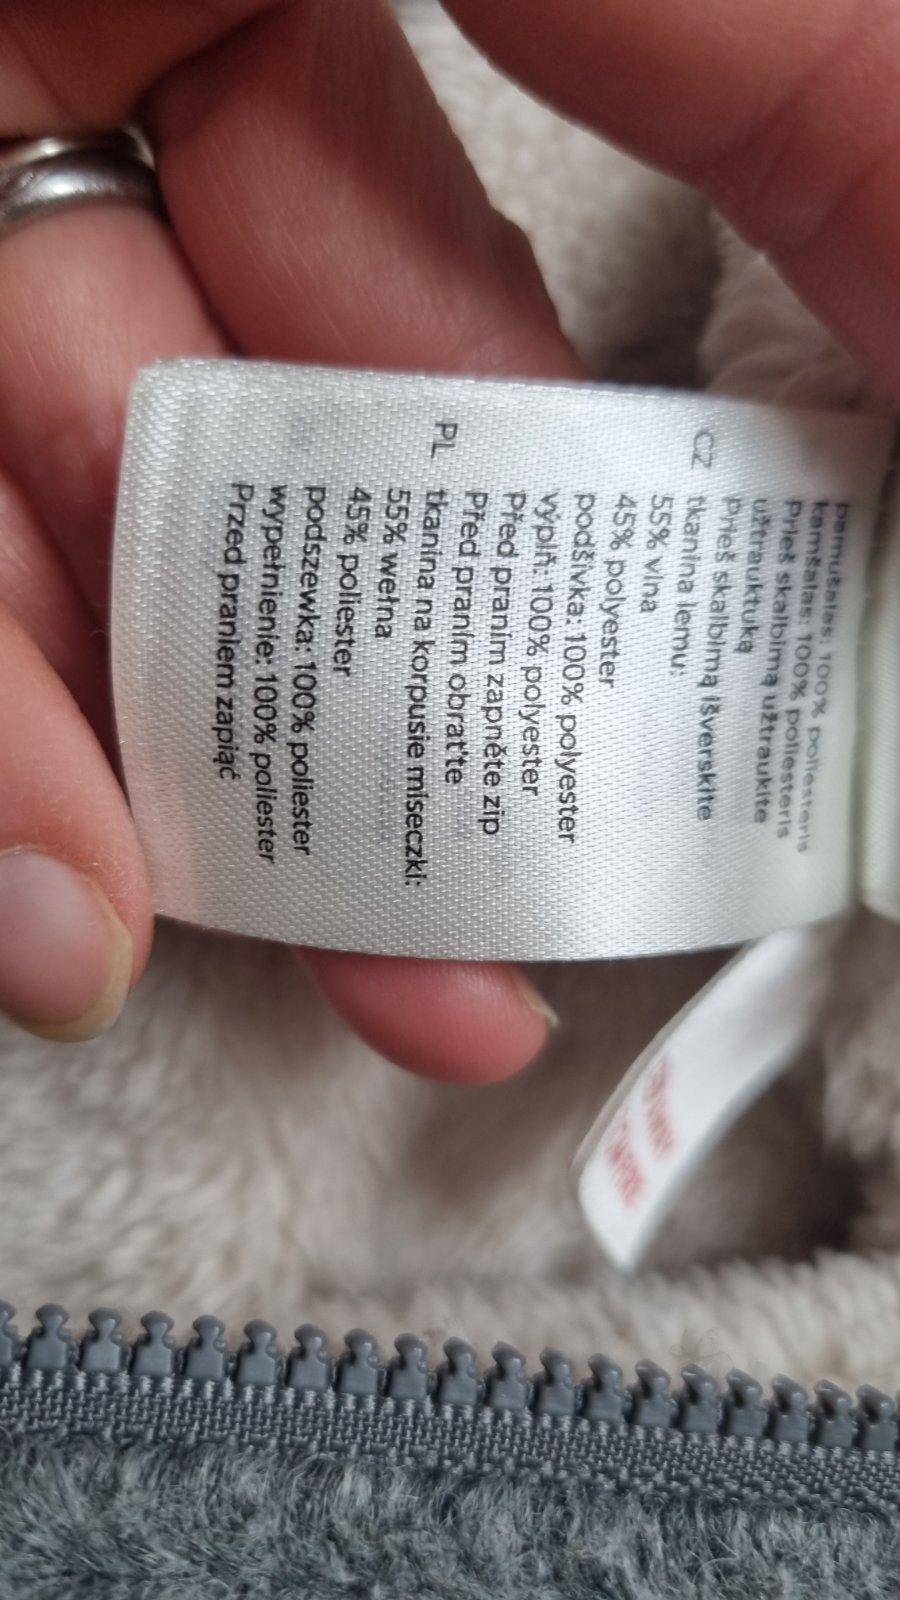 pamušalas: 100% poliesteris
kamšalas: 100% poliesteris
Prieš skalbimą užtraukite
užtrauktuką
Prieš skalbimą išverskite
CZ tkanina lemu:
55% vlna
45% polyester
podšívka: 100% polyester
výplň: 100% polyester
Před praním zapněte zip
Před praním obraťte
PL tkanina na korpusie miseczki:
55% wełna
45% poliester
podszewka: 100% poliester
wypełnienie: 100% poliester
Przed praniem zapiąć